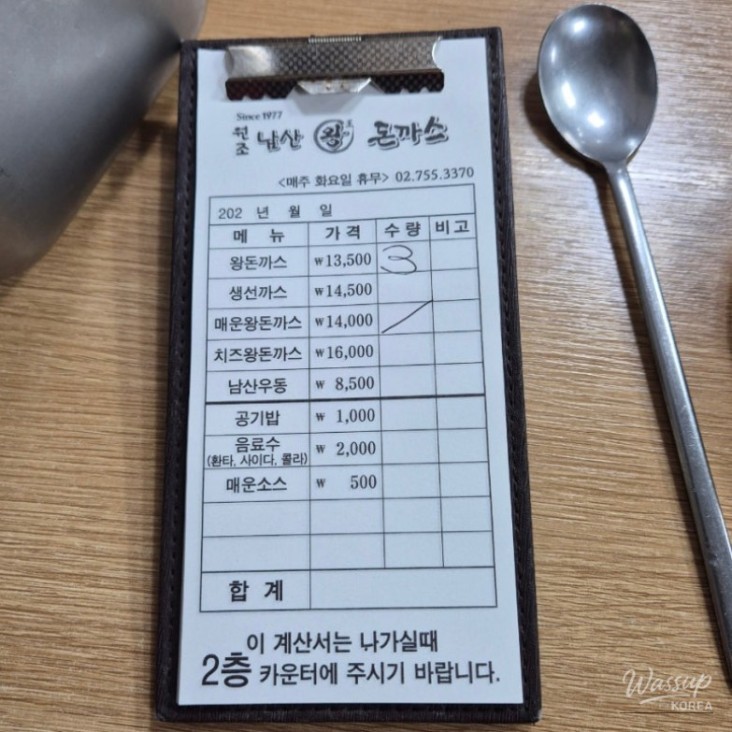 Since 1977
원조 남산 왕 돈까스
<매주 화요일 휴무> 02.755.3370
202 년 월 일
메 뉴 가 격 수 량 비 고
왕돈까스 ₩13,500 3
생선까스 ₩14,500
매운왕돈까스 ₩14,000 /
치즈왕돈까스 ₩16,000
남산우동 ₩ 8,500
공기밥 ₩ 1,000
음료수 ₩ 2,000
(환타, 사이다, 콜라)
매운소스 ₩ 500
합 계
이 계산서는 나가실때
2층 카운터에 주시기 바랍니다.
Wassup
KOREA